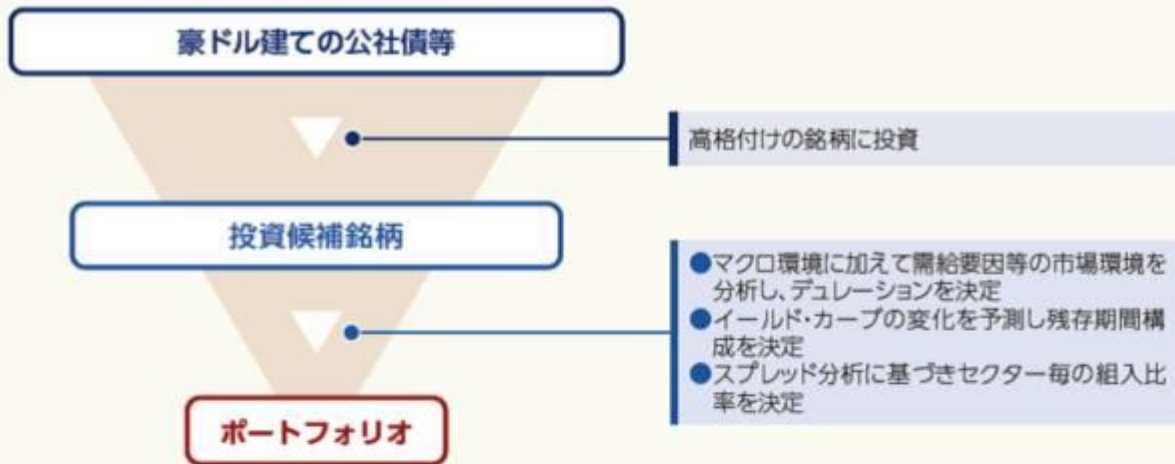 豪ドル建ての公社債等
高格付けの銘柄に投資
投資候補銘柄
●マクロ環境に加えて需給要因等の市場環境を
分析し、デュレーションを決定
●イールド・カーブの変化を予測し残存期間構
成を決定
●スプレッド分析に基づきセクター毎の組入比
率を決定
ポートフォリオ